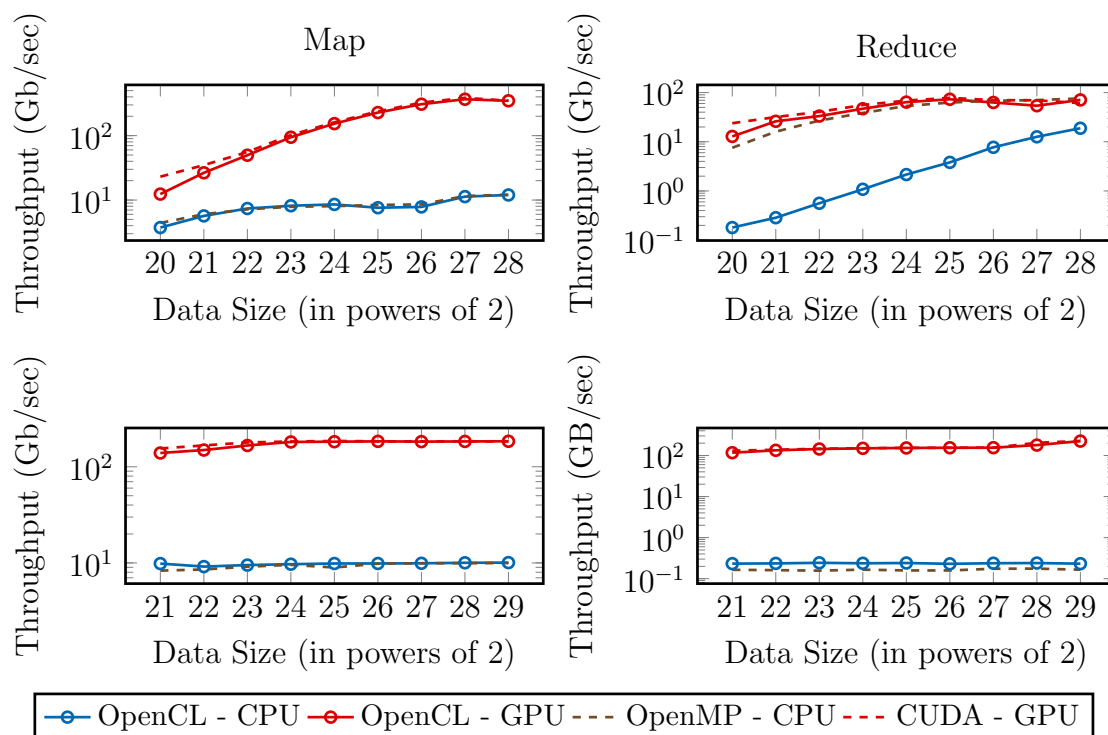 Map
Throughput (Gb/sec)
10^2
10^1
20 21 22 23 24 25 26 27 28
Data Size (in powers of 2)
Reduce
Throughput (Gb/sec)
10^2
10^1
10^0
10^−1
20 21 22 23 24 25 26 27 28
Data Size (in powers of 2)
Throughput (Gb/sec)
10^2
10^1
21 22 23 24 25 26 27 28 29
Data Size (in powers of 2)
Throughput (GB/sec)
10^2
10^1
10^0
10^−1
21 22 23 24 25 26 27 28 29
Data Size (in powers of 2)
OpenCL - CPU OpenCL - GPU OpenMP - CPU CUDA - GPU